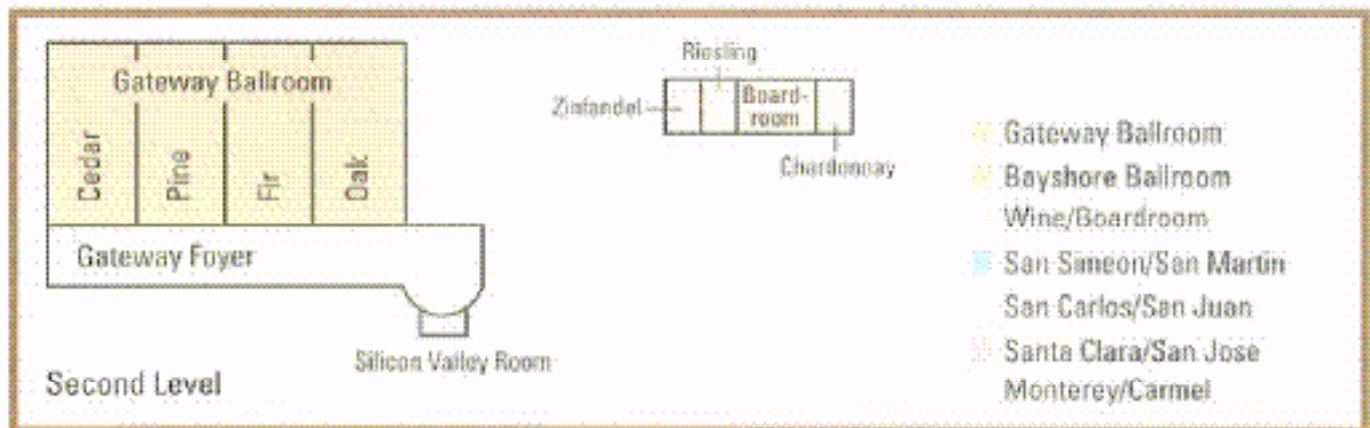 Gateway Ballroom
Cedar
Pine
Fir
Oak
Gateway Foyer
Silicon Valley Room
Second Level
Riesling
Zinfandel
Board-
room
Chardonnay
Gateway Ballroom
Bayshore Ballroom
Wine/Boardroom
San Simeon/San Martin
San Carlos/San Juan
Santa Clara/San Jose
Monterey/Carmel